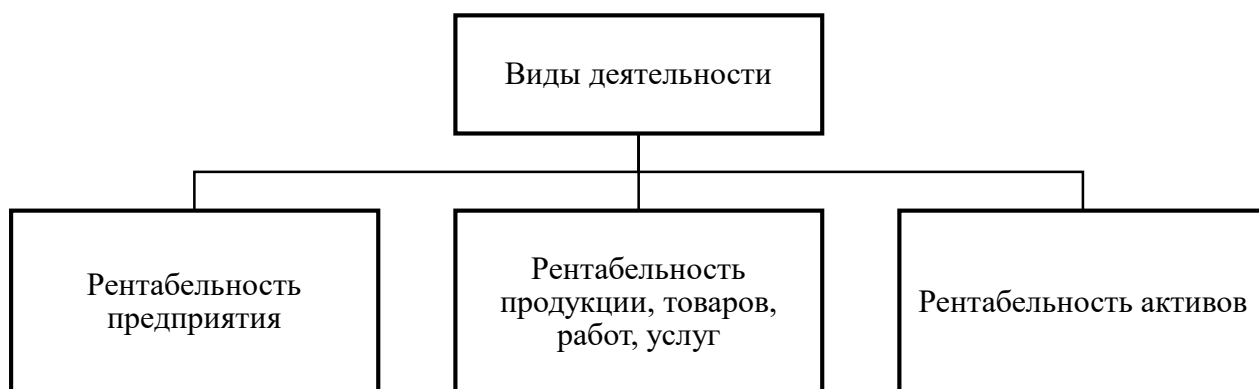 Виды деятельности
Рентабельность
предприятия
Рентабельность
продукции, товаров,
работ, услуг
Рентабельность активов